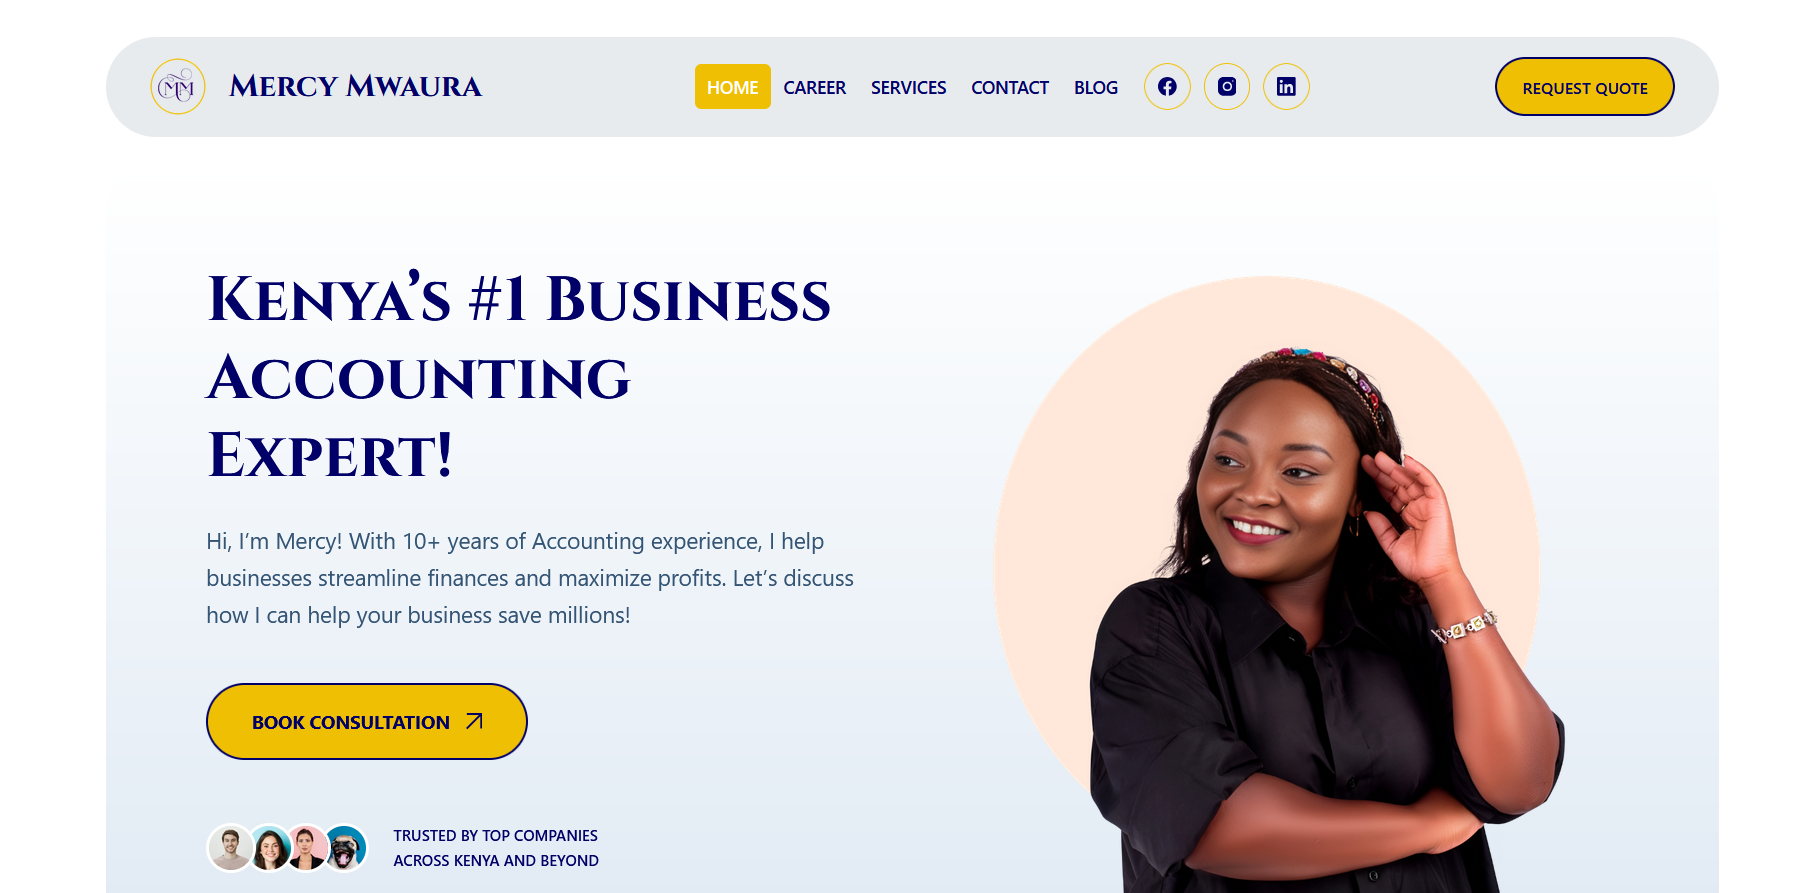 MM
Mercy Mwaura
HOME
CAREER
SERVICES
CONTACT
BLOG
REQUEST QUOTE
Kenya’s #1 Business
Accounting
Expert!
Hi, I’m Mercy! With 10+ years of Accounting experience, I help
businesses streamline finances and maximize profits. Let’s discuss
how I can help your business save millions!
BOOK CONSULTATION
TRUSTED BY TOP COMPANIES
ACROSS KENYA AND BEYOND